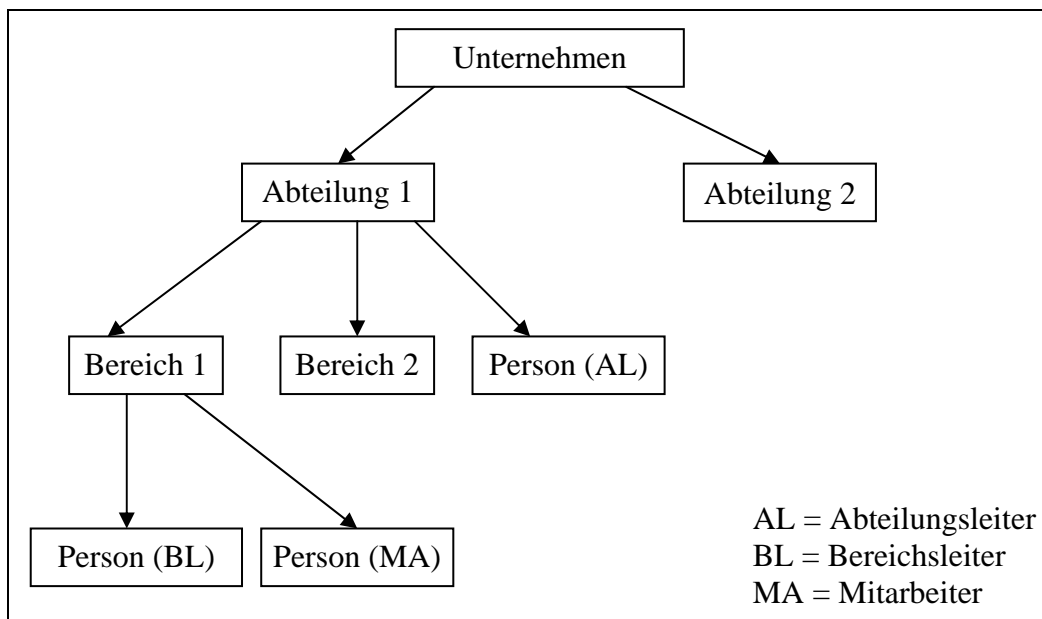 Unternehmen
Abteilung 1
Abteilung 2
Bereich 1
Bereich 2
Person (AL)
Person (BL)
Person (MA)
AL = Abteilungsleiter
BL = Bereichsleiter
MA = Mitarbeiter